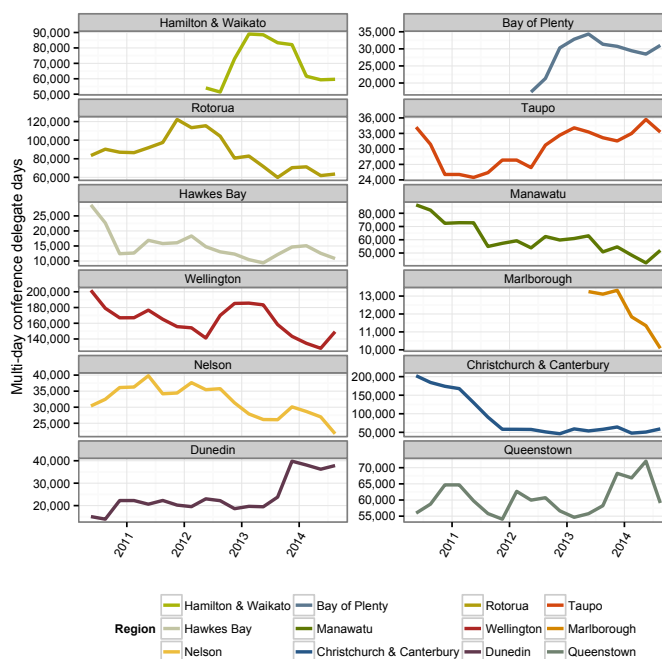 Multi-day conference delegate days
Hamilton & Waikato
90,000
80,000
70,000
60,000
50,000
Bay of Plenty
35,000
30,000
25,000
20,000
Rotorua
120,000
100,000
80,000
60,000
Taupo
36,000
33,000
30,000
27,000
24,000
Hawkes Bay
25,000
20,000
15,000
10,000
Manawatu
80,000
70,000
60,000
50,000
Wellington
200,000
180,000
160,000
140,000
Marlborough
13,000
12,000
11,000
10,000
Nelson
40,000
35,000
30,000
25,000
Christchurch & Canterbury
200,000
150,000
100,000
50,000
Dunedin
40,000
30,000
20,000
Queenstown
70,000
65,000
60,000
55,000
2011 2012 2013 2014
2011 2012 2013 2014
Region
Hamilton & Waikato Bay of Plenty Rotorua Taupo
Hawkes Bay Manawatu Wellington Marlborough
Nelson Christchurch & Canterbury Dunedin Queenstown